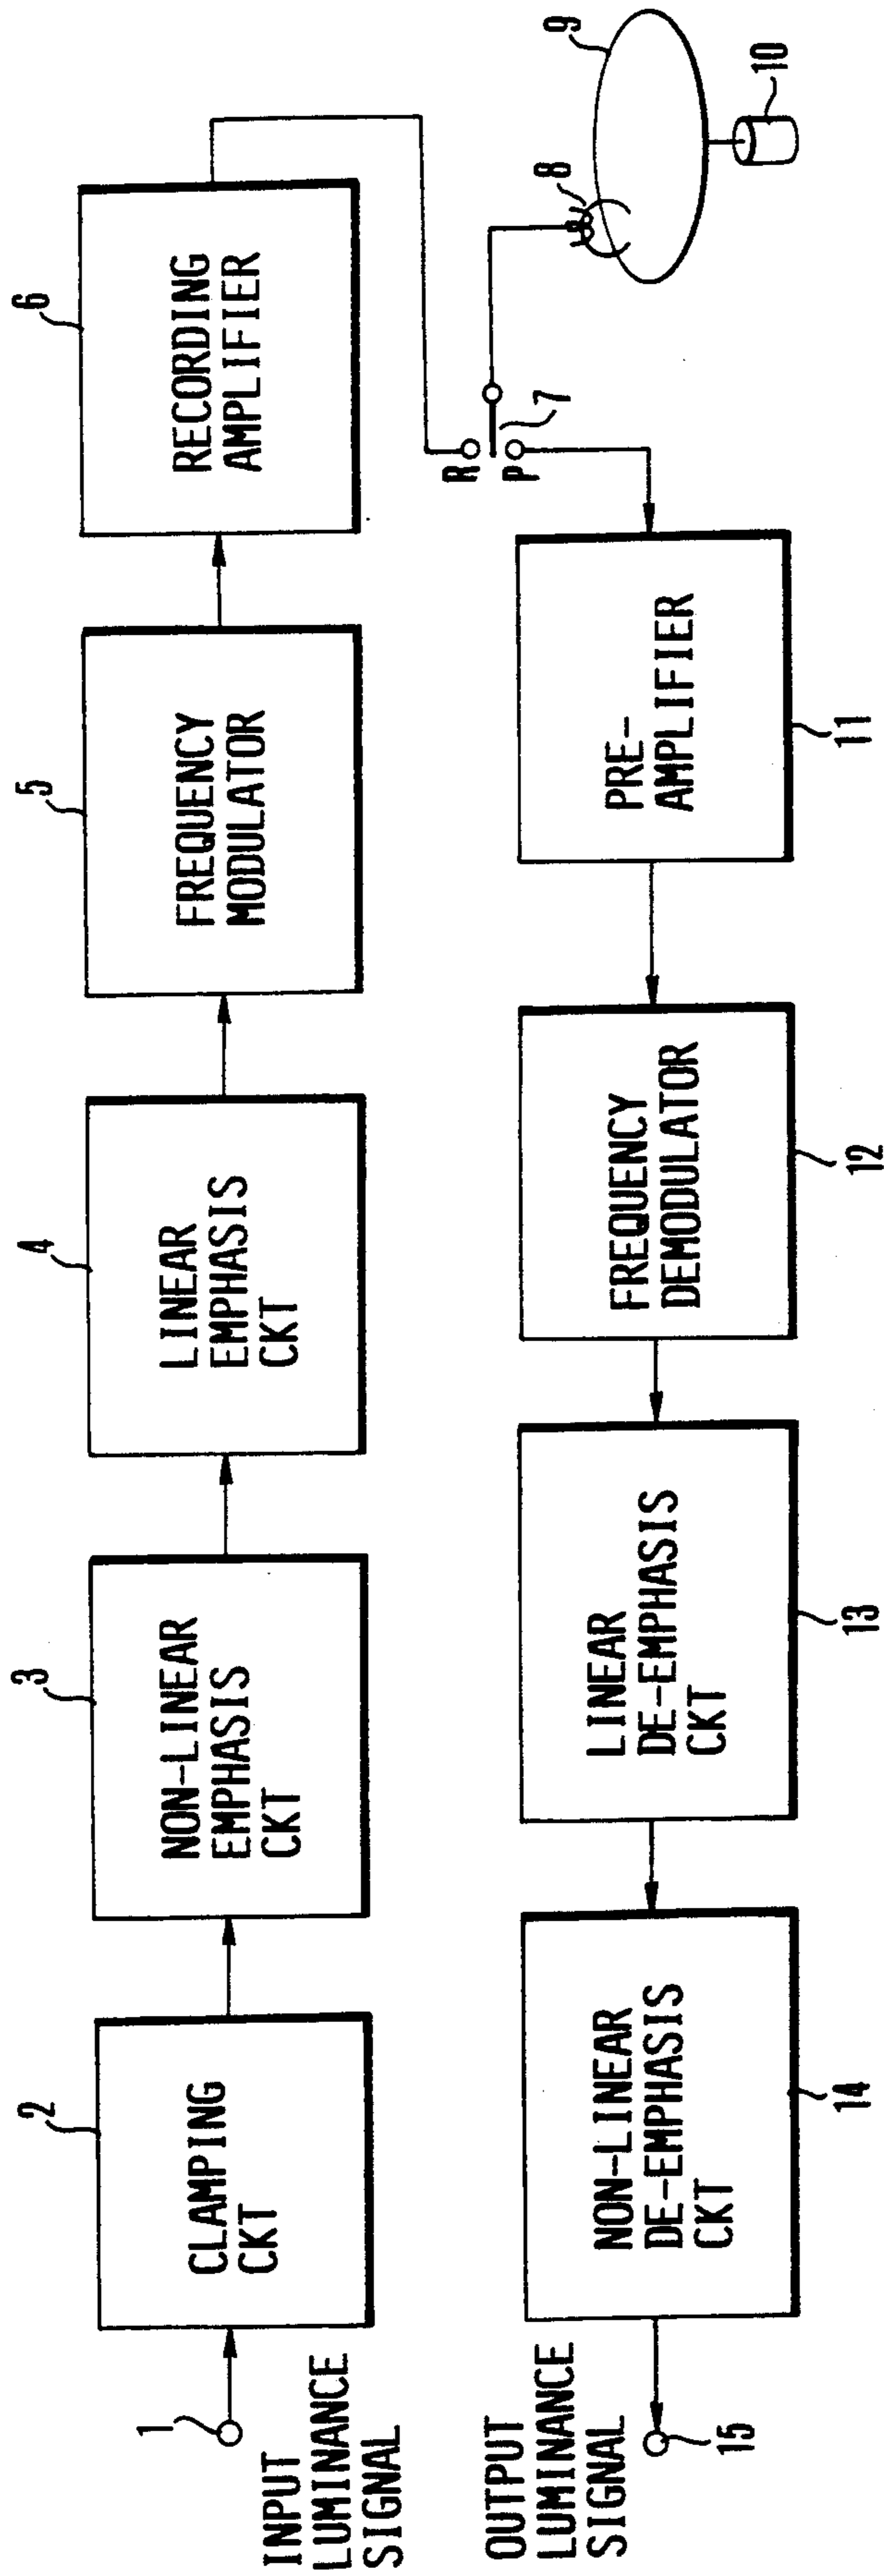 1
INPUT
LUMINANCE
SIGNAL
2
CLAMPING
CKT
3
NON-LINEAR
EMPHASIS
CKT
4
LINEAR
EMPHASIS
CKT
5
FREQUENCY
MODULATOR
6
RECORDING
AMPLIFIER
R
P
7
8
9
10
PRE-
AMPLIFIER
11
FREQUENCY
DEMODULATOR
12
LINEAR
DE-EMPHASIS
CKT
13
NON-LINEAR
DE-EMPHASIS
CKT
14
OUTPUT
LUMINANCE
SIGNAL
15